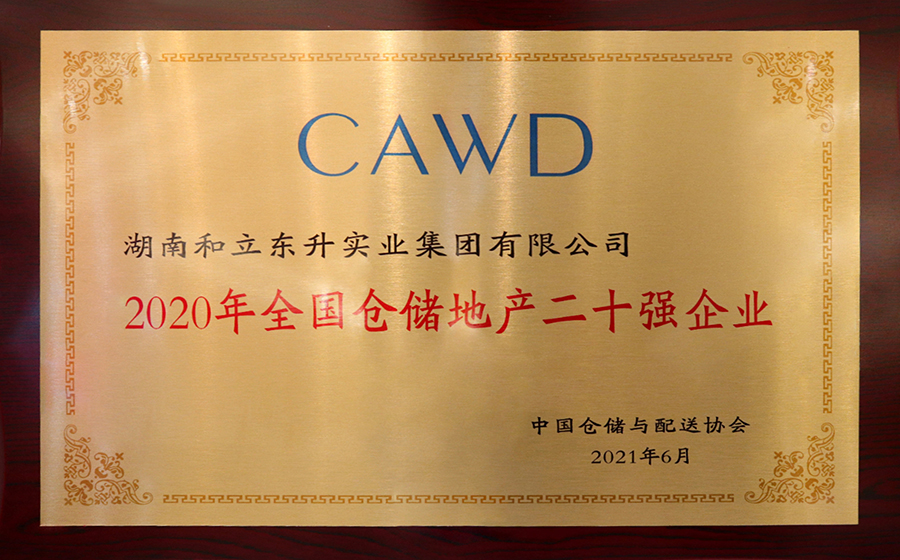 CAWD
湖南和立东升实业集团有限公司
2020年全国仓储地产二十强企业
中国仓储与配送协会
2021年6月